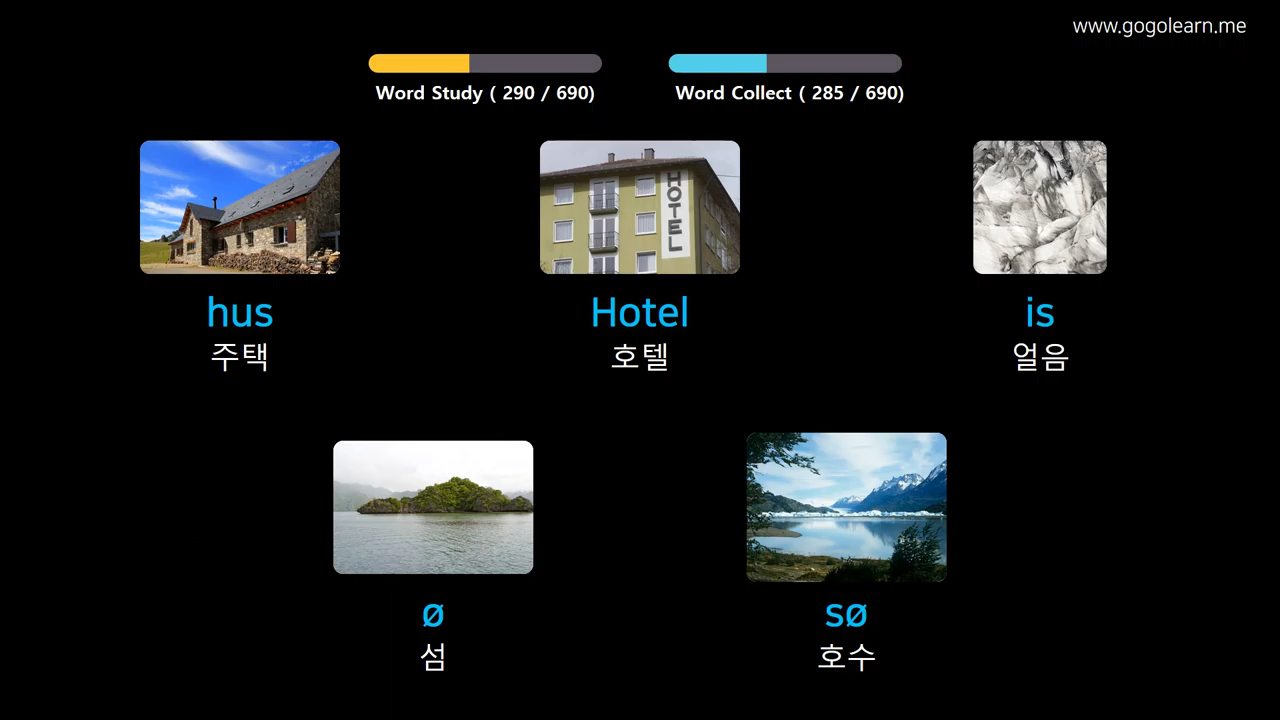 www.gogolearn.me
Word Study ( 290 / 690)
Word Collect ( 285 / 690)
HOTEL
hus
주택
Hotel
호텔
is
얼음
ø
섬
sø
호수